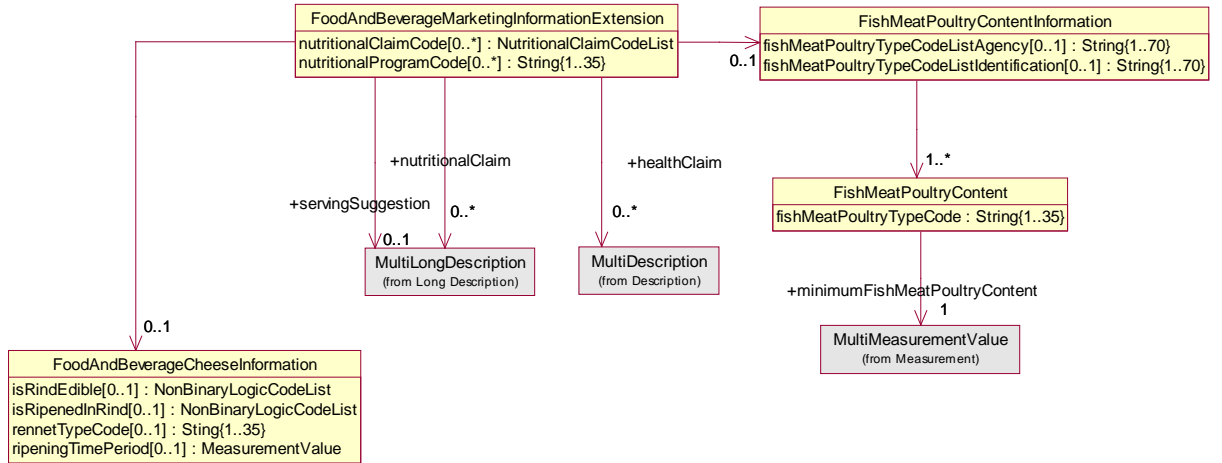 FoodAndBeverageMarketingInformationExtension
nutritionalClaimCode[0..*] : NutritionalClaimCodeList
nutritionalProgramCode[0..*] : String{1..35}
FishMeatPoultryContentInformation
fishMeatPoultryTypeCodeListAgency[0..1] : String{1..70}
fishMeatPoultryTypeCodeListIdentification[0..1] : String{1..70}
0..1
+nutritionalClaim
+healthClaim
1..*
+servingSuggestion
0..*
0..*
0..1
FishMeatPoultryContent
fishMeatPoultryTypeCode : String{1..35}
MultiLongDescription
(from Long Description)
MultiDescription
(from Description)
+minimumFishMeatPoultryContent
1
MultiMeasurementValue
(from Measurement)
0..1
FoodAndBeverageCheeseInformation
isRindEdible[0..1] : NonBinaryLogicCodeList
isRipenedInRind[0..1] : NonBinaryLogicCodeList
rennetTypeCode[0..1] : Sting{1..35}
ripeningTimePeriod[0..1] : MeasurementValue